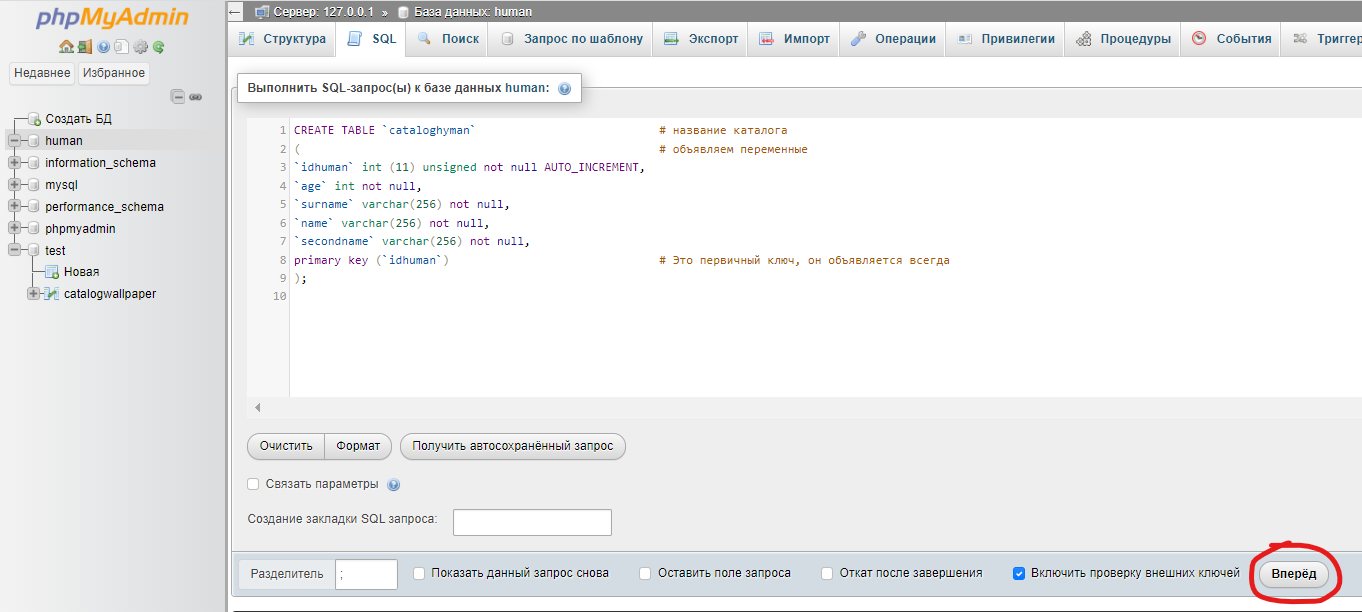 phpMyAdmin
Недавнее Избранное
Создать БД
human
information_schema
mysql
performance_schema
phpmyadmin
test
Новая
catalogwallpaper
← Сервер: 127.0.0.1 » База данных: human
Структура SQL Поиск Запрос по шаблону Экспорт Импорт Операции Привилегии Процедуры События Триггер
Выполнить SQL-запрос(ы) к базе данных human:
1 CREATE TABLE `cataloghyman` # название каталога
2 ( # объявляем переменные
3 `idhuman` int (11) unsigned not null AUTO_INCREMENT,
4 `age` int not null,
5 `surname` varchar(256) not null,
6 `name` varchar(256) not null,
7 `secondname` varchar(256) not null,
8 primary key (`idhuman`) # Это первичный ключ, он объявляется всегда
9 );
10
Очистить Формат Получить автосохранённый запрос
Связать параметры
Создание закладки SQL запроса:
Разделитель ; Показать данный запрос снова Оставить поле запроса Откат после завершения Включить проверку внешних ключей Вперёд